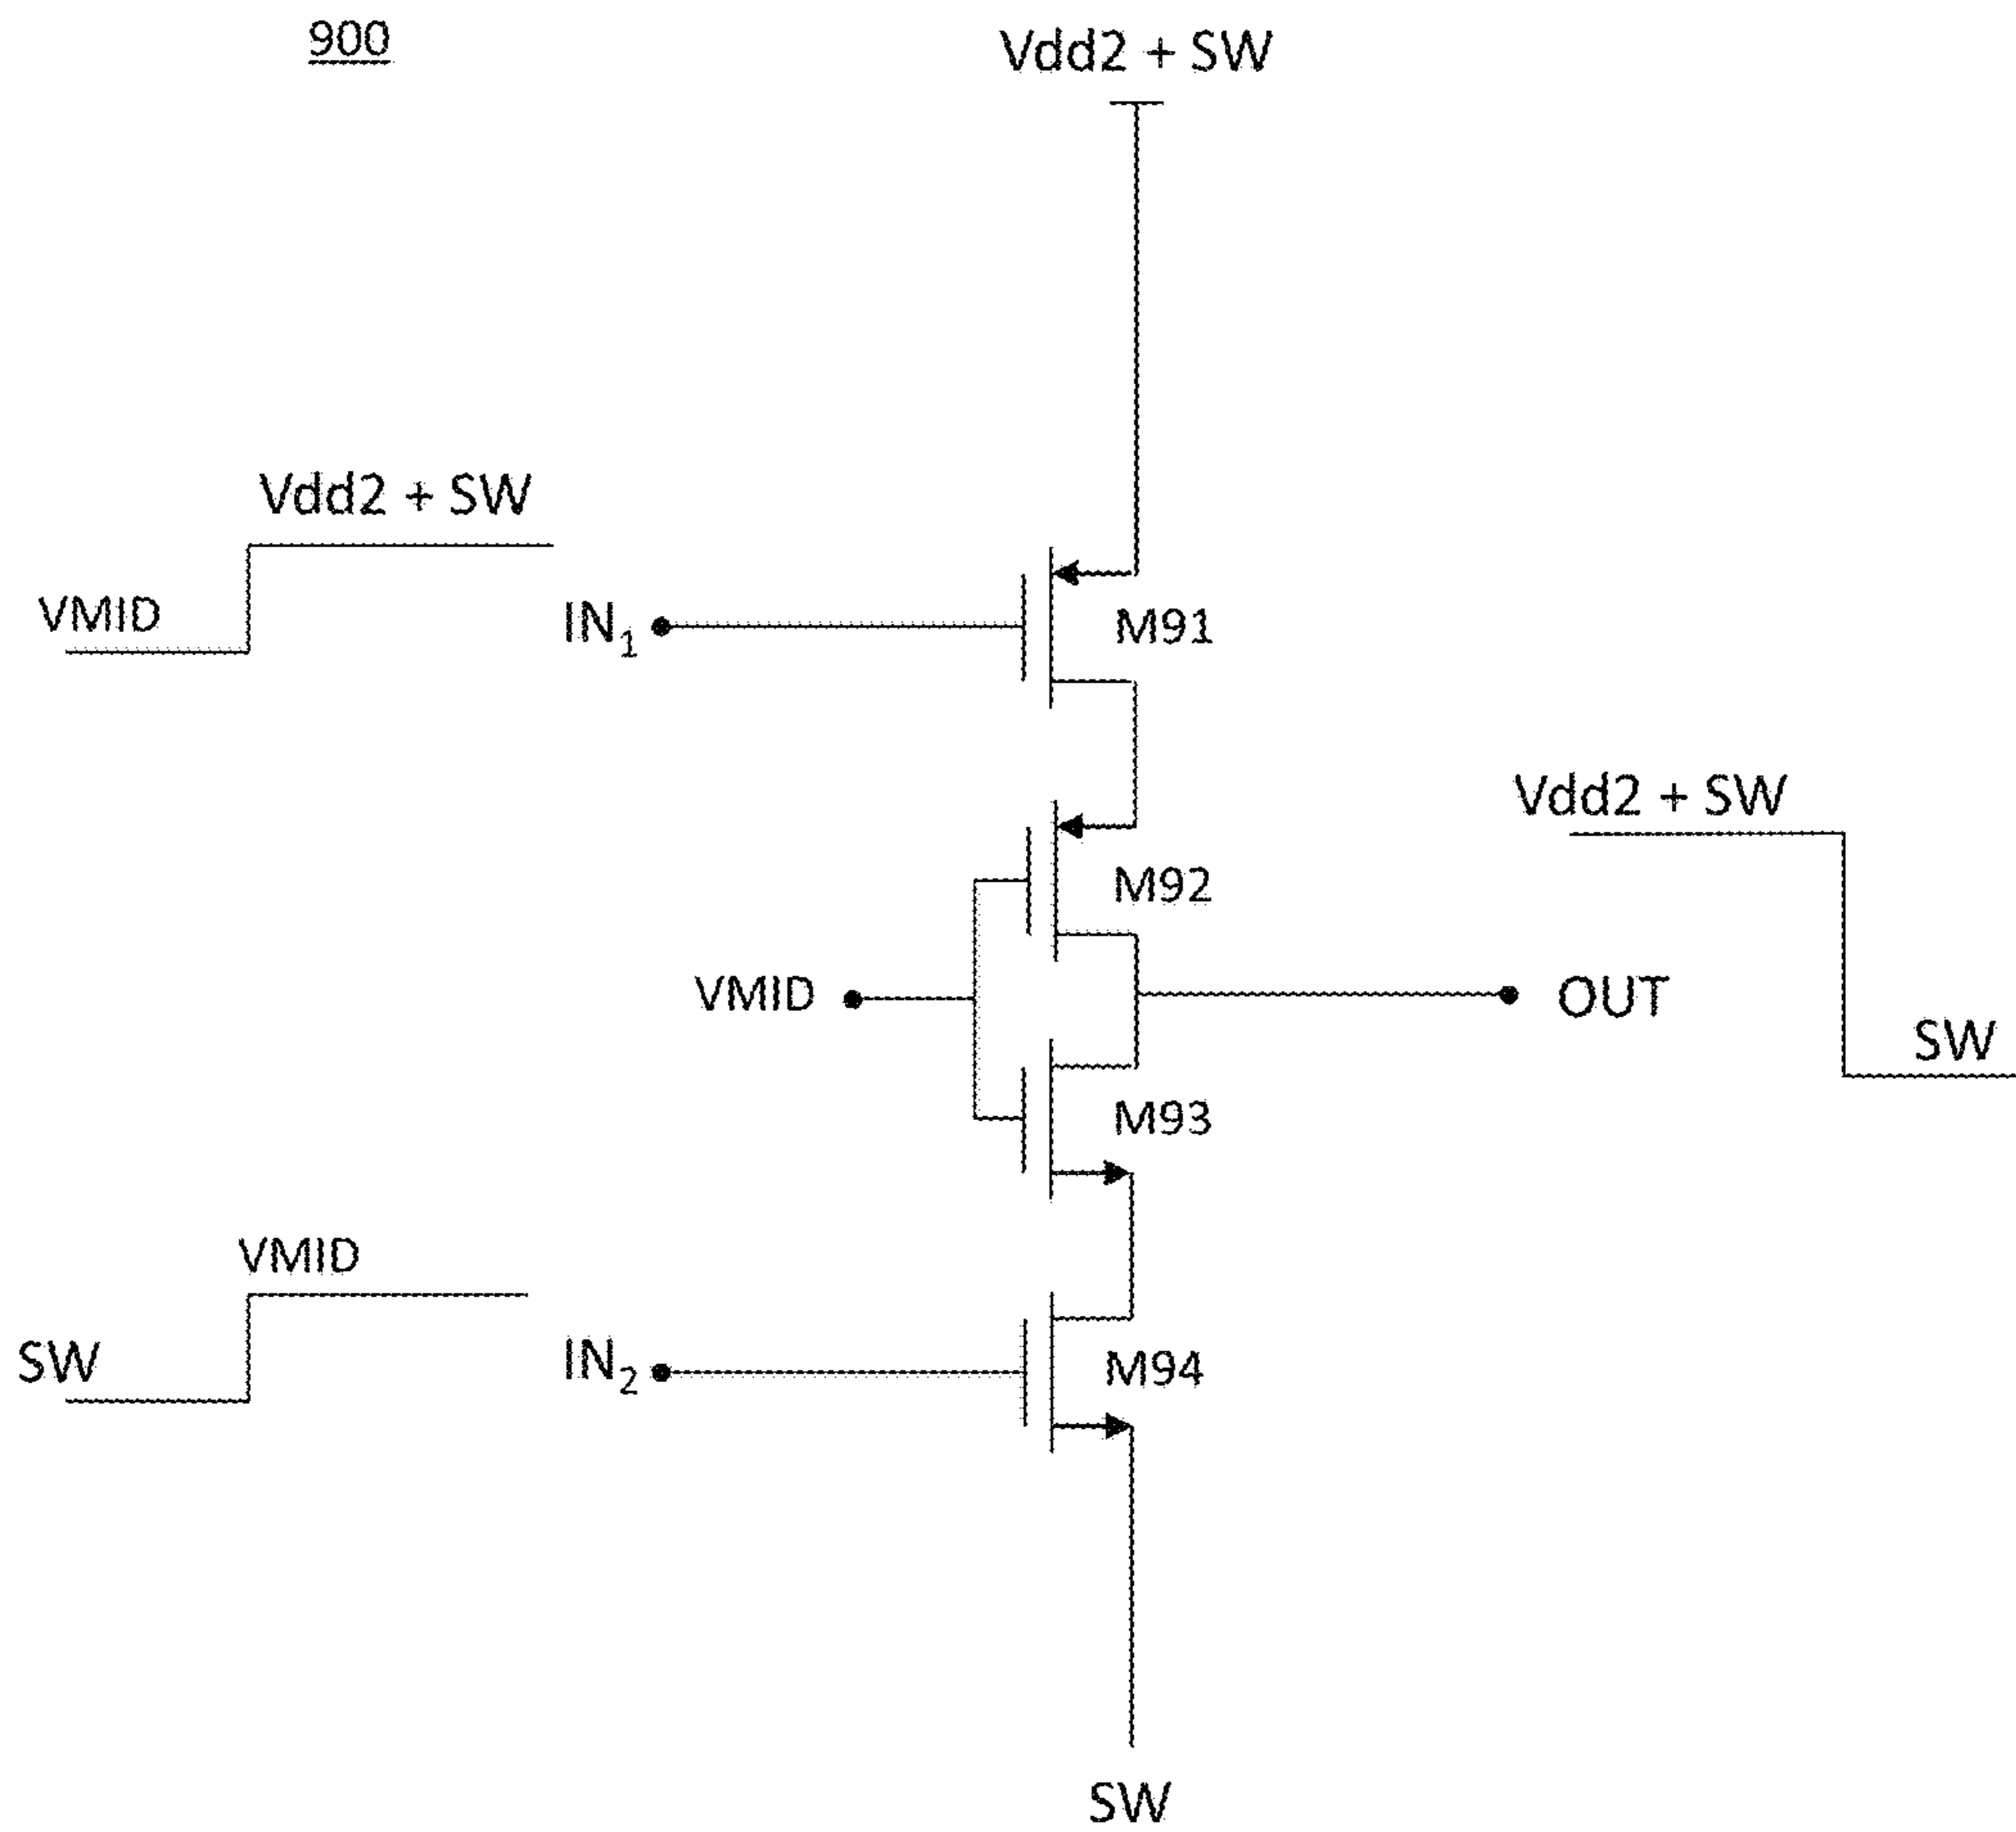 900
Vdd2 + SW
Vdd2 + SW
VMID
IN1
M91
Vdd2 + SW
M92
VMID
OUT
SW
M93
VMID
SW
IN2
M94
SW